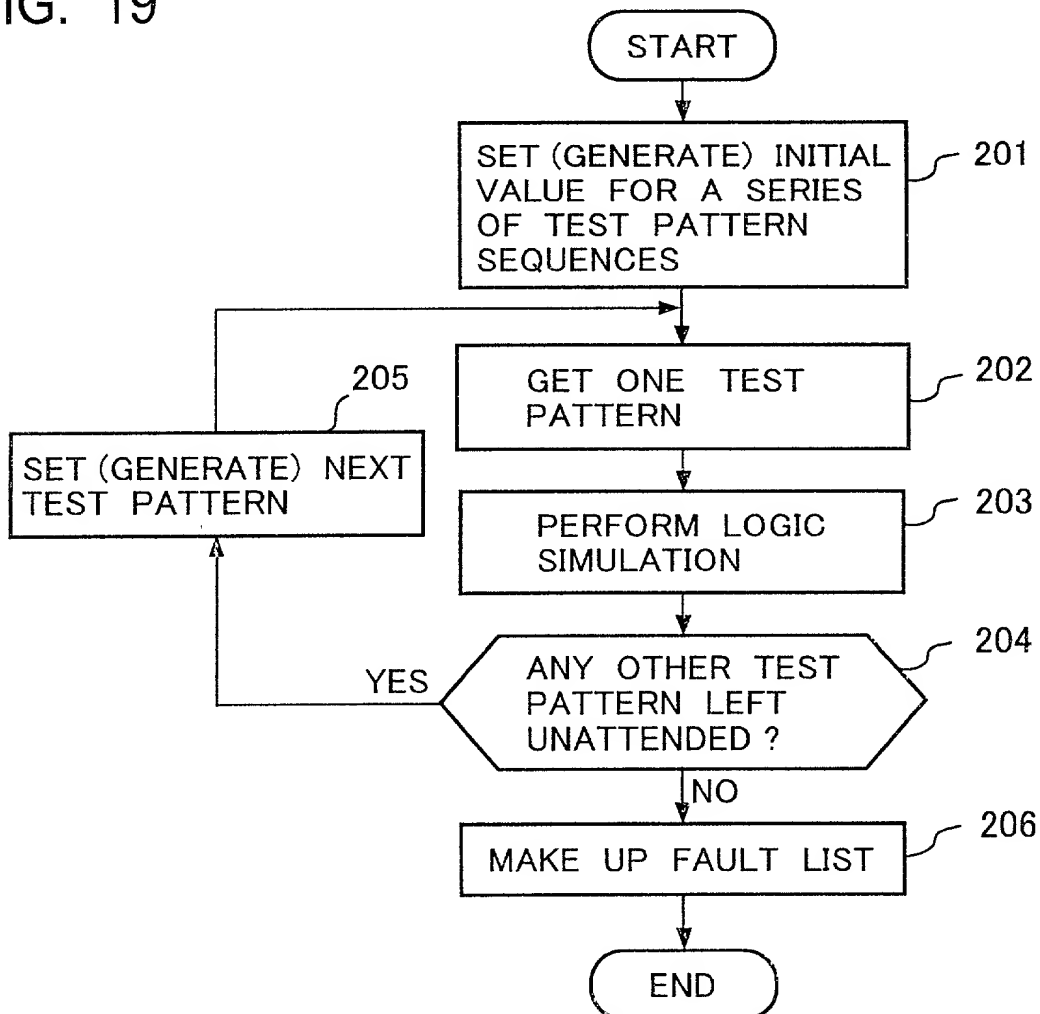 FIG. 19
START
SET (GENERATE) INITIAL
VALUE FOR A SERIES
OF TEST PATTERN
SEQUENCES
201
GET ONE TEST
PATTERN
202
205
SET (GENERATE) NEXT
TEST PATTERN
PERFORM LOGIC
SIMULATION
203
ANY OTHER TEST
PATTERN LEFT
UNATTENDED ?
204
YES
NO
MAKE UP FAULT LIST
206
END